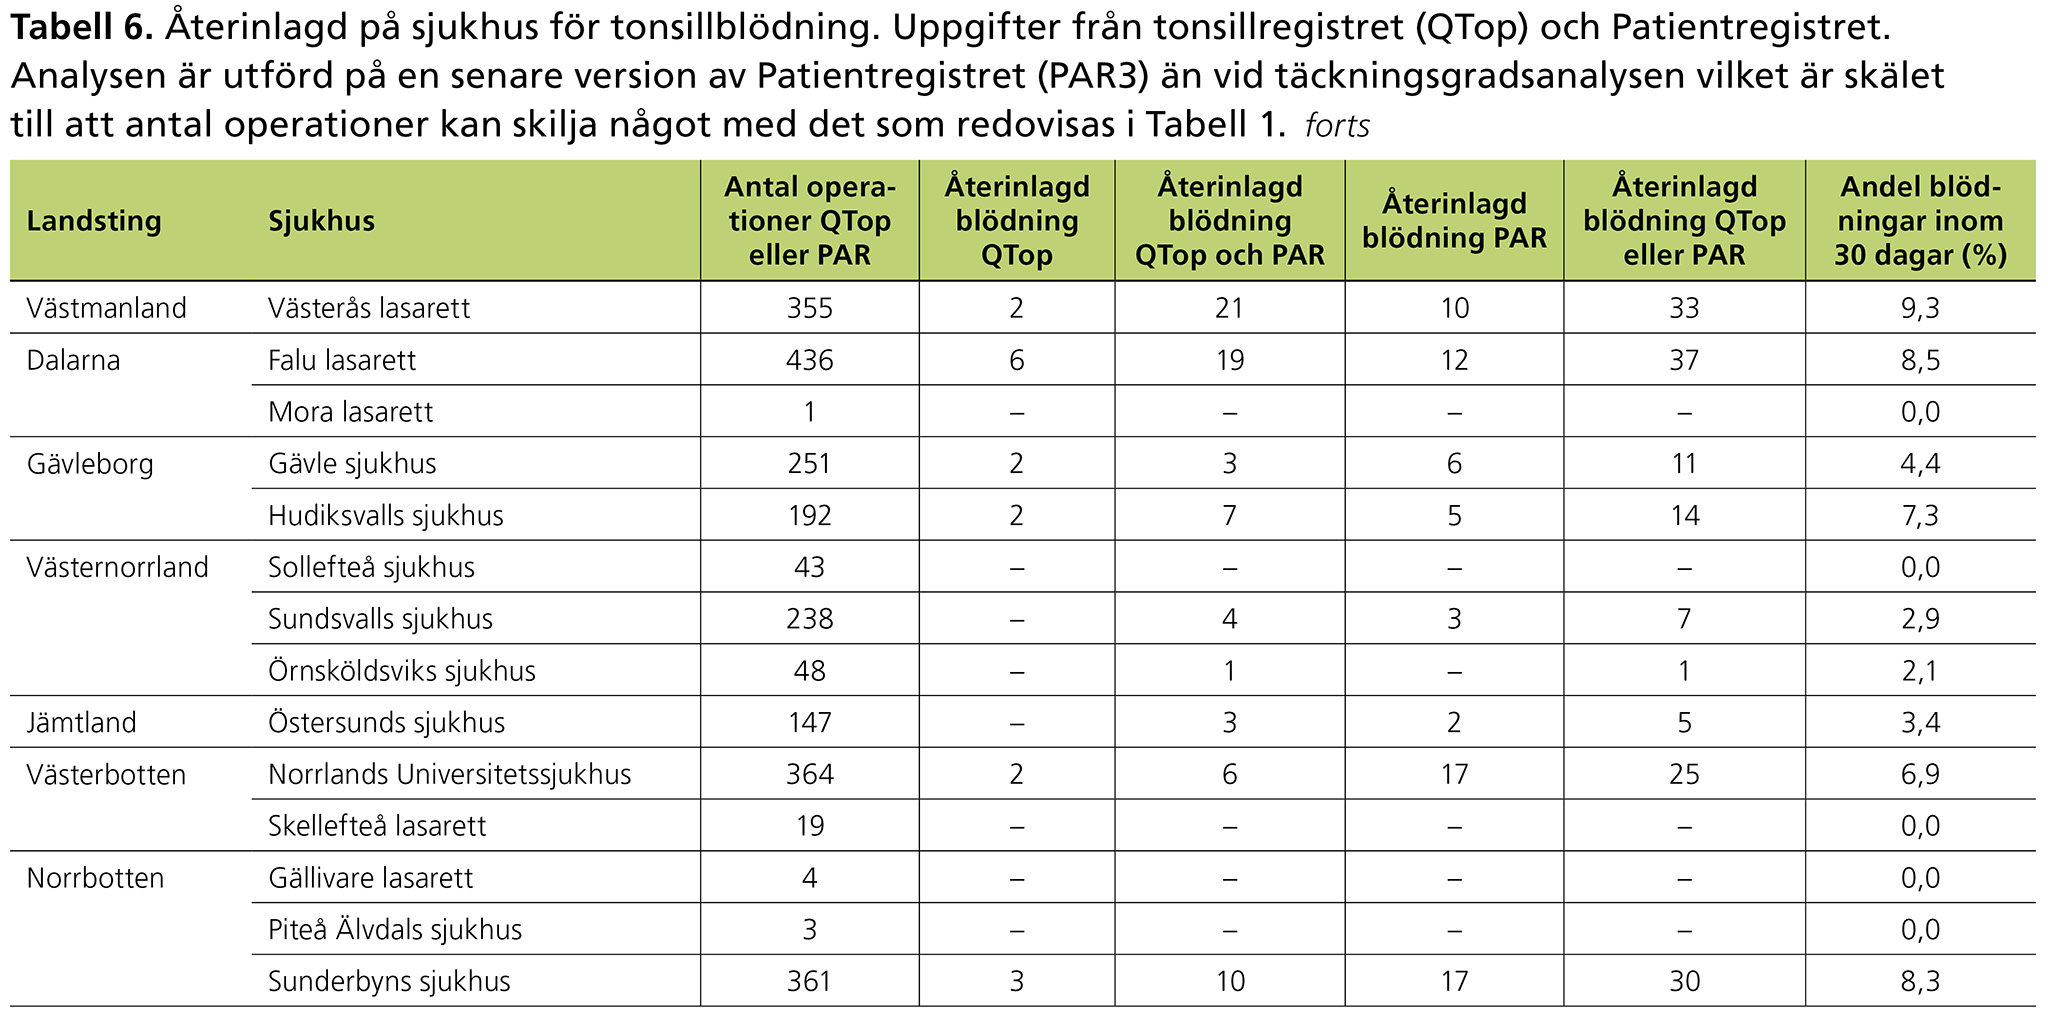 Tabell 6. Återinlagd på sjukhus för tonsillblödning. Uppgifter från tonsillregistret (QTop) och Patientregistret.
Analysen är utförd på en senare version av Patientregistret (PAR3) än vid täckningsgradsanalysen vilket är skälet
till att antal operationer kan skilja något med det som redovisas i Tabell 1. forts
Landsting Sjukhus Antal opera-
tioner QTop
eller PAR Återinlagd
blödning
QTop Återinlagd
blödning
QTop och PAR Återinlagd
blödning PAR Återinlagd
blödning QTop
eller PAR Andel blöd-
ningar inom
30 dagar (%)
Västmanland Västerås lasarett 355 2 21 10 33 9,3
Dalarna Falu lasarett 436 6 19 12 37 8,5
Mora lasarett 1 – – – – 0,0
Gävleborg Gävle sjukhus 251 2 3 6 11 4,4
Hudiksvalls sjukhus 192 2 7 5 14 7,3
Västernorrland Sollefteå sjukhus 43 – – – – 0,0
Sundsvalls sjukhus 238 – 4 3 7 2,9
Örnsköldsviks sjukhus 48 – 1 – 1 2,1
Jämtland Östersunds sjukhus 147 – 3 2 5 3,4
Västerbotten Norrlands Universitetssjukhus 364 2 6 17 25 6,9
Skellefteå lasarett 19 – – – – 0,0
Norrbotten Gällivare lasarett 4 – – – – 0,0
Piteå Älvdals sjukhus 3 – – – – 0,0
Sunderbyns sjukhus 361 3 10 17 30 8,3